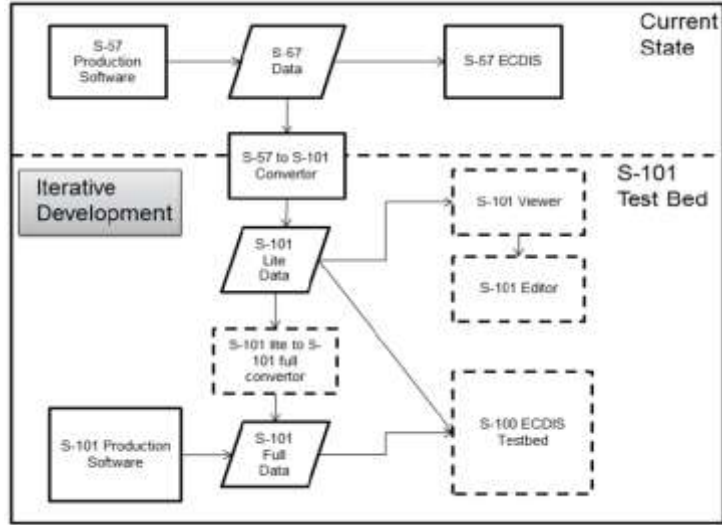 Current
State
S-57
Production
Software
S-57
Data
S-57 ECDIS
S-57 to S-101
Convertor
Iterative
Development
S-101
Test Bed
S-101 Viewer
S-101
Lite
Data
S-101 Editor
S-101 lite to S-
101 full
convertor
S-101 Production
Software
S-101
Full
Data
S-100 ECDIS
Testbed